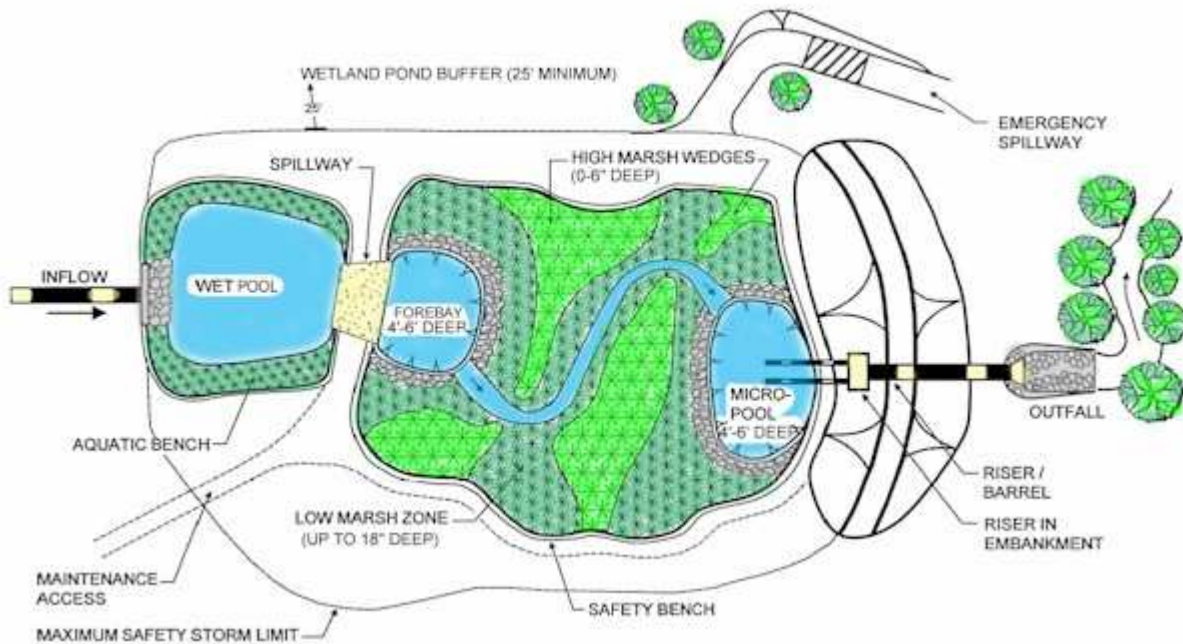 WETLAND POND BUFFER (25' MINIMUM)
25'
EMERGENCY
SPILLWAY
SPILLWAY
HIGH MARSH WEDGES
(0-6" DEEP)
INFLOW
WET POOL
FOREBAY
4'-6' DEEP
MICRO-
POOL
4'-6' DEEP
OUTFALL
AQUATIC BENCH
RISER /
BARREL
LOW MARSH ZONE
(UP TO 18" DEEP)
RISER IN
EMBANKMENT
MAINTENANCE
ACCESS
SAFETY BENCH
MAXIMUM SAFETY STORM LIMIT